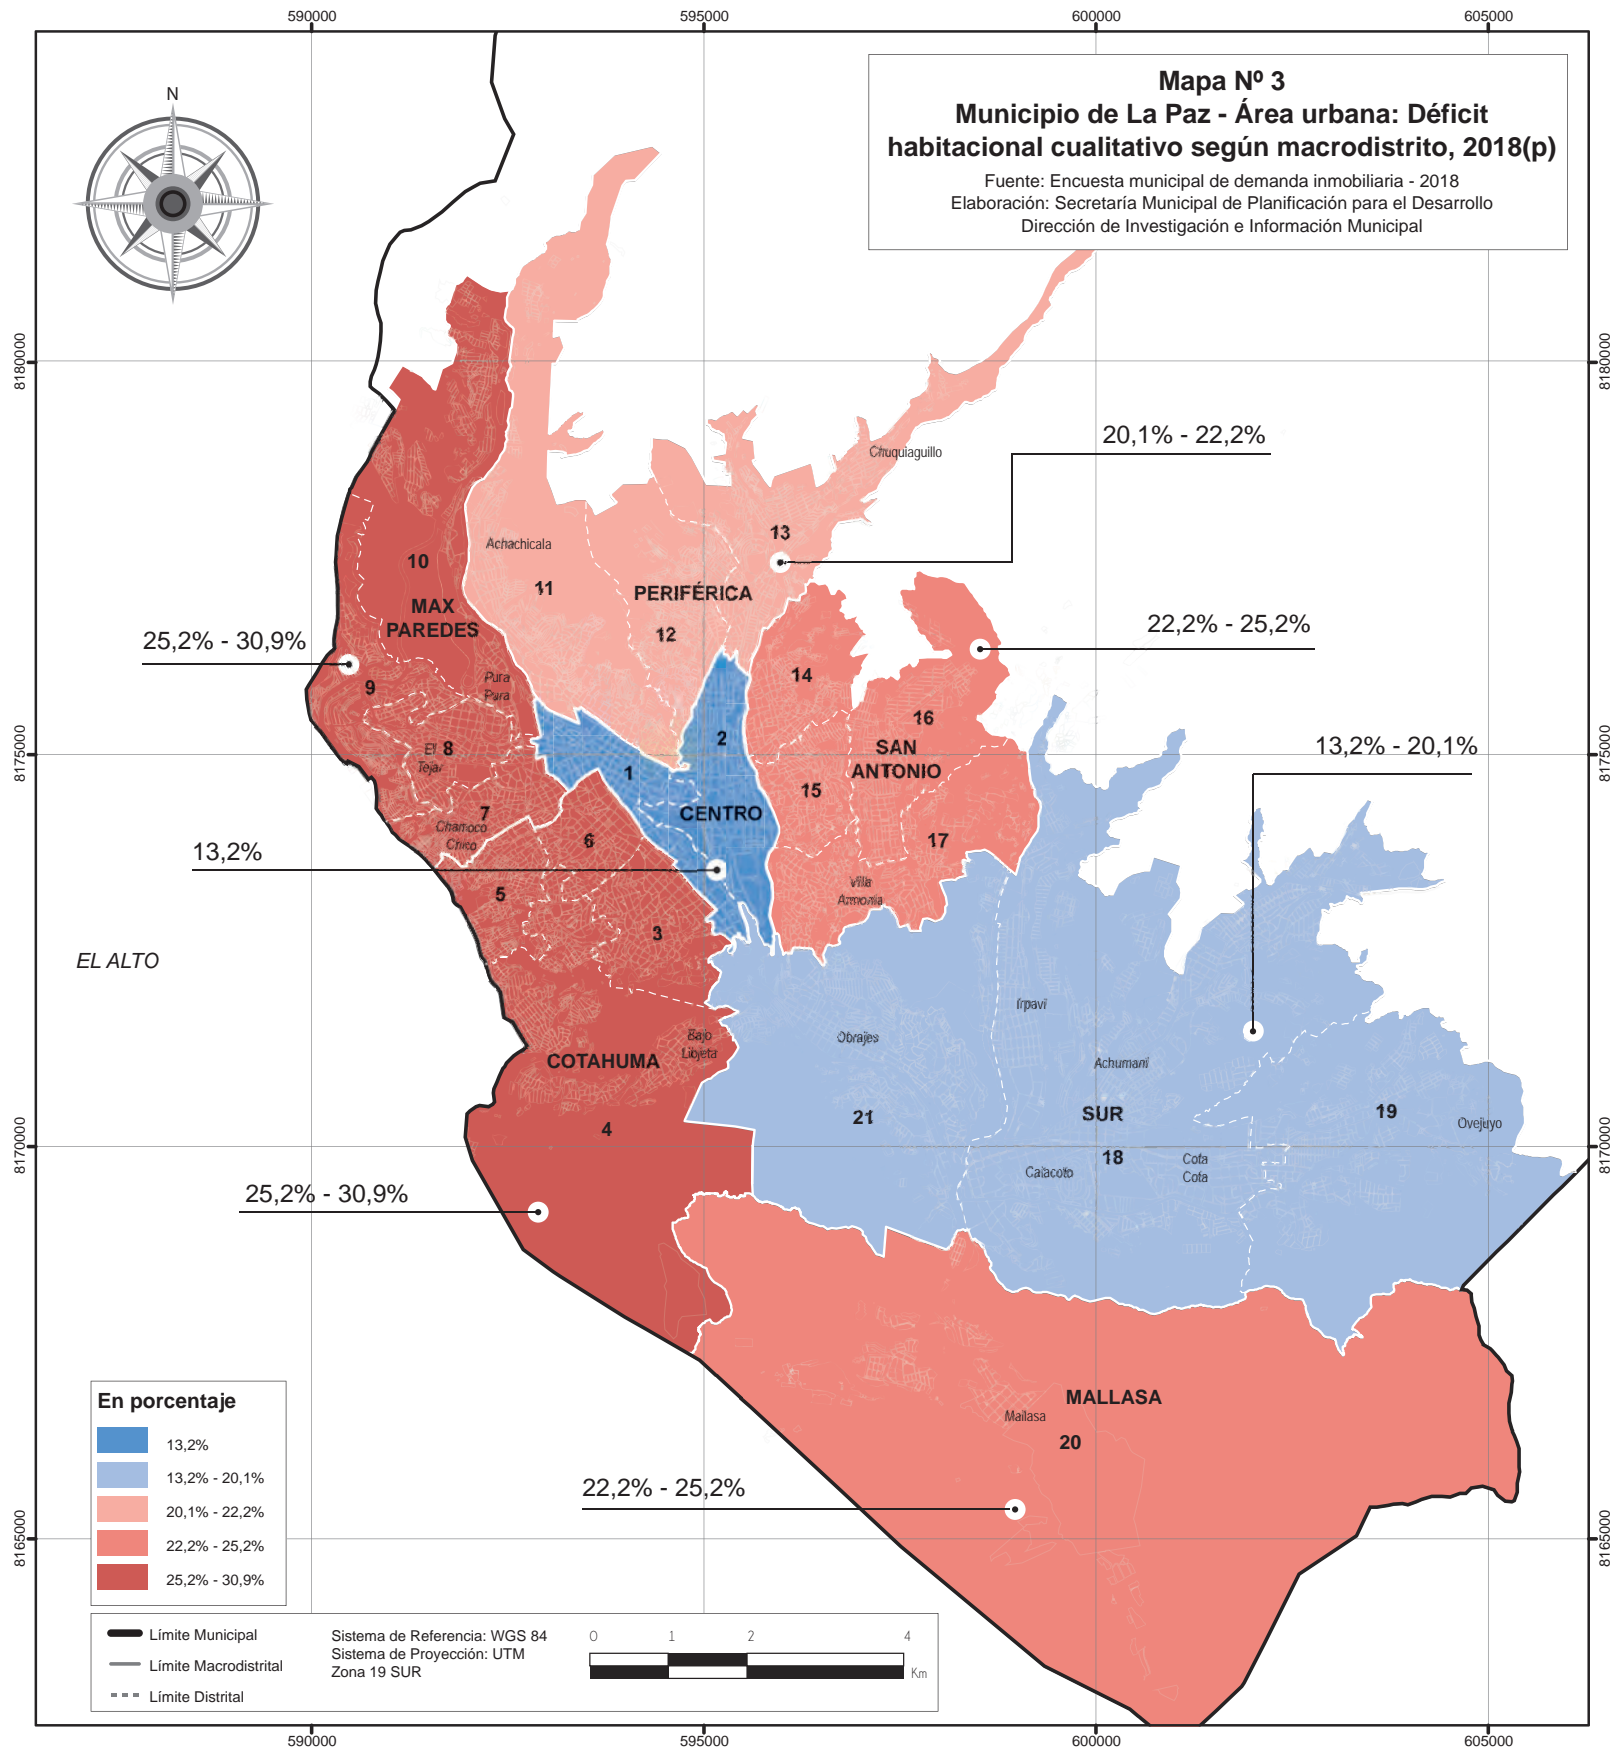 590000
595000
600000
605000
Mapa Nº 3
Municipio de La Paz - Área urbana: Déficit
habitacional cualitativo según macrodistrito, 2018(p)
Fuente: Encuesta municipal de demanda inmobiliaria - 2018
Elaboración: Secretaría Municipal de Planificación para el Desarrollo
Dirección de Investigación e Información Municipal
N
8180000
8180000
20,1% - 22,2%
Chuquiaguillo
13
Achachicala
10
11
PERIFÉRICA
MAX
PAREDES
12
25,2% - 30,9%
22,2% - 25,2%
14
Pura
Pura
9
16
2
8
El
Tejar
SAN
ANTONIO
13,2% - 20,1%
8175000
8175000
1
15
CENTRO
7
Chamoco
Chico
6
17
13,2%
5
Villa
Armonía
3
EL ALTO
Irpavi
Obrajes
Bajo
Llojeta
COTAHUMA
Achumani
21
SUR
19
Ovejuyo
4
8170000
8170000
18
Calacoto
Cota
Cota
25,2% - 30,9%
MALLASA
Mallasa
20
22,2% - 25,2%
8165000
8165000
En porcentaje
13,2%
13,2% - 20,1%
20,1% - 22,2%
22,2% - 25,2%
25,2% - 30,9%
Límite Municipal
Límite Macrodistrital
Límite Distrital
Sistema de Referencia: WGS 84
Sistema de Proyección: UTM
Zona 19 SUR
0 1 2 4
Km
590000
595000
600000
605000